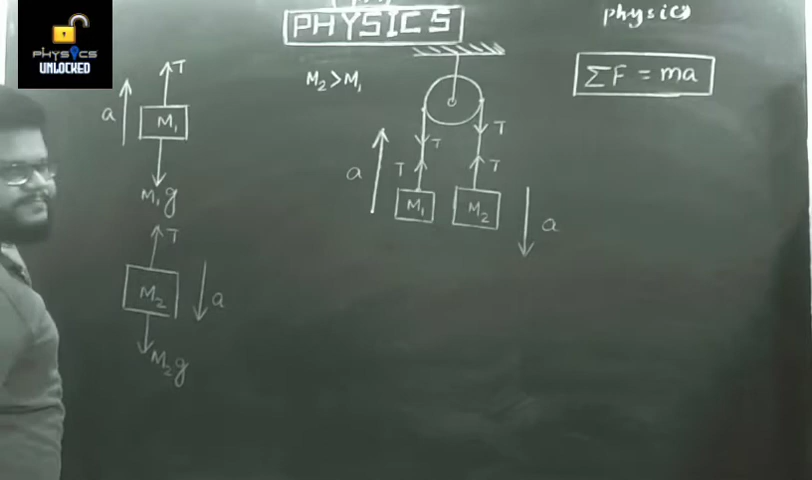 PHYSICS
UNLOCKED
PHYSICS
physics
M₂ > M₁
ΣF = ma
T
a
M₁
M₁g
T
M₂
a
M₂g
T
T
a
T
T
M₁
M₂
a